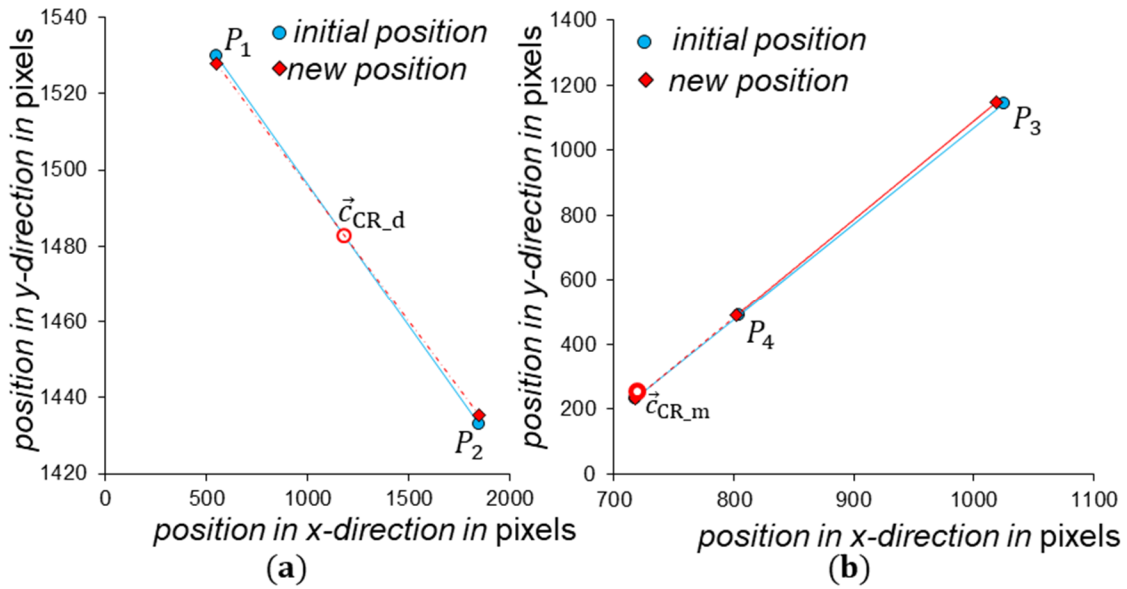 1540
1520
1500
1480
1460
1440
1420
0
500
1000
1500
2000
position in y-direction in pixels
position in x-direction in pixels
initial position
new position
P₁
c⃗CR_d
P₂
(a)
1400
1200
1000
800
600
400
200
0
700
800
900
1000
1100
position in y-direction in pixels
position in x-direction in pixels
initial position
new position
P₃
P₄
c⃗CR_m
(b)